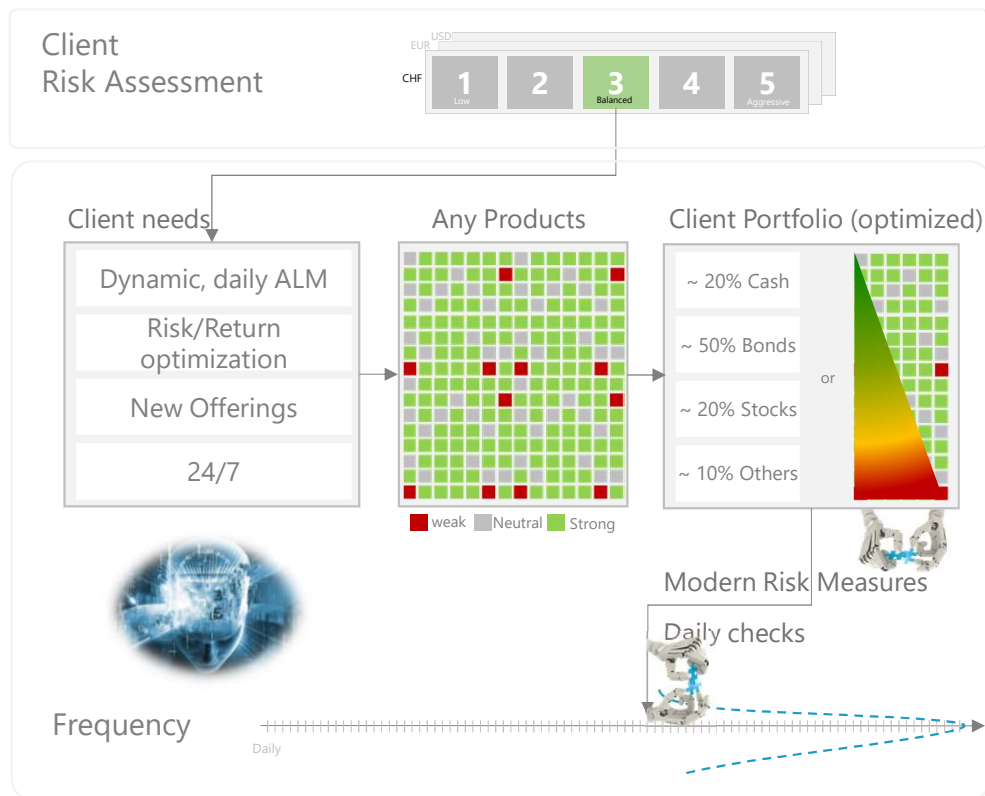 Client
Risk Assessment
USD
EUR
CHF
1
Low
2
3
Balanced
4
5
Aggressive
Client needs
Dynamic, daily ALM
Risk/Return
optimization
New Offerings
24/7
Any Products
weak
Neutral
Strong
Client Portfolio (optimized)
~ 20% Cash
~ 50% Bonds
~ 20% Stocks
~ 10% Others
or
Modern Risk Measures
Daily checks
Frequency
Daily